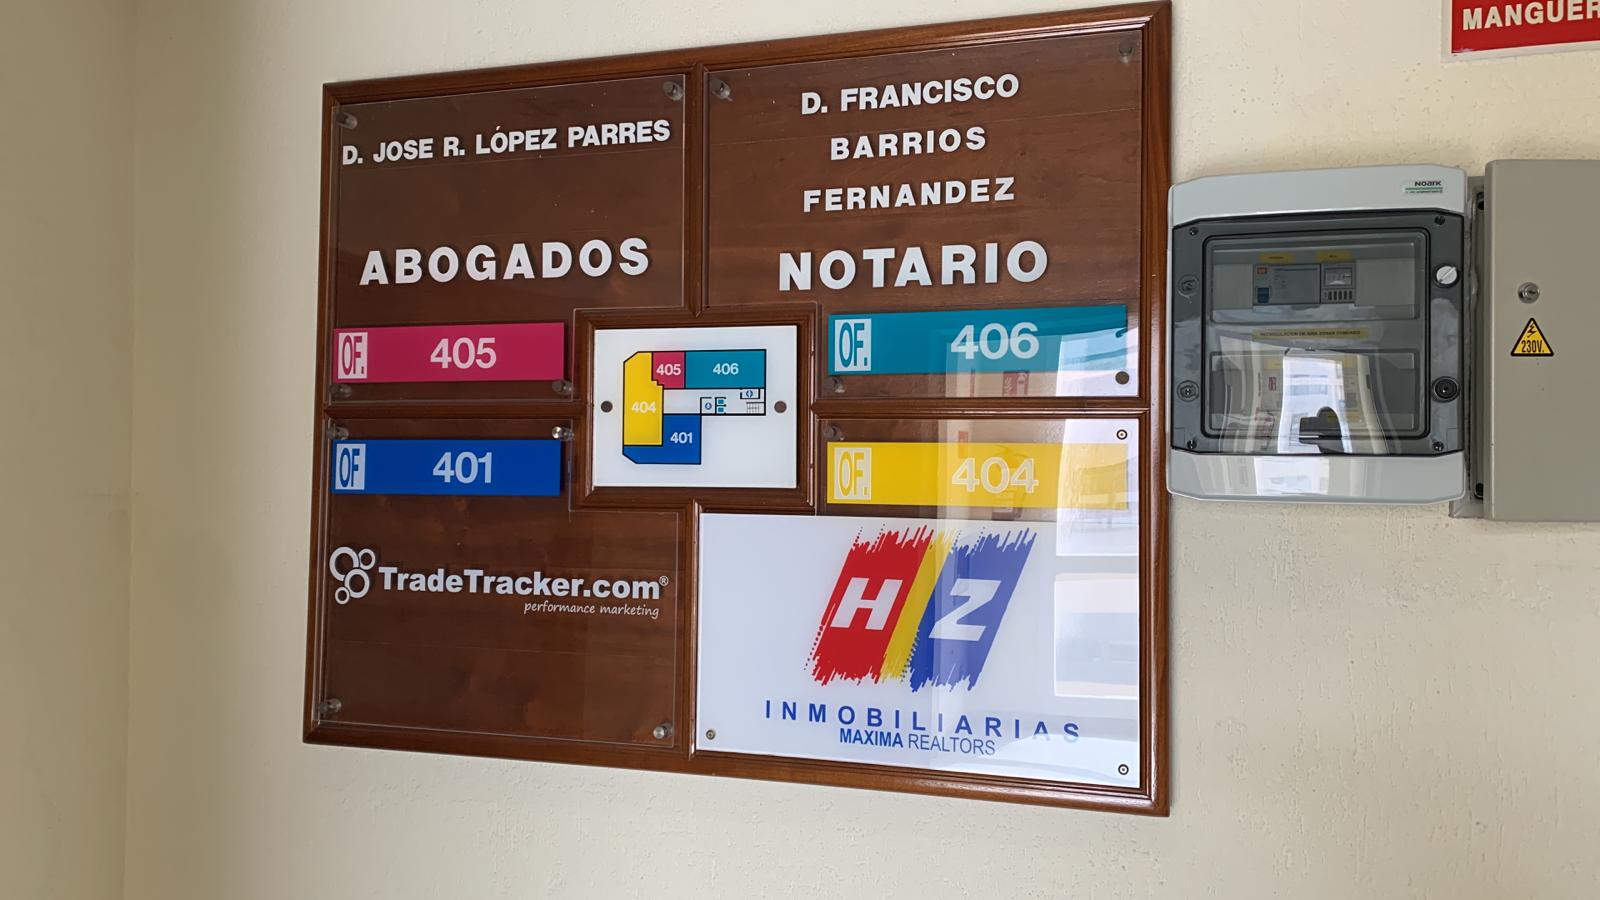 D. JOSE R. LÓPEZ PARRES
ABOGADOS
OF. 405
D. FRANCISCO
BARRIOS
FERNANDEZ
NOTARIO
OF. 406
405
406
404
401
OF 401
TradeTracker.com®
performance marketing
OF. 404
HZ
INMOBILIARIAS
MAXIMA REALTORS
MANGUER
NOARK
230V.